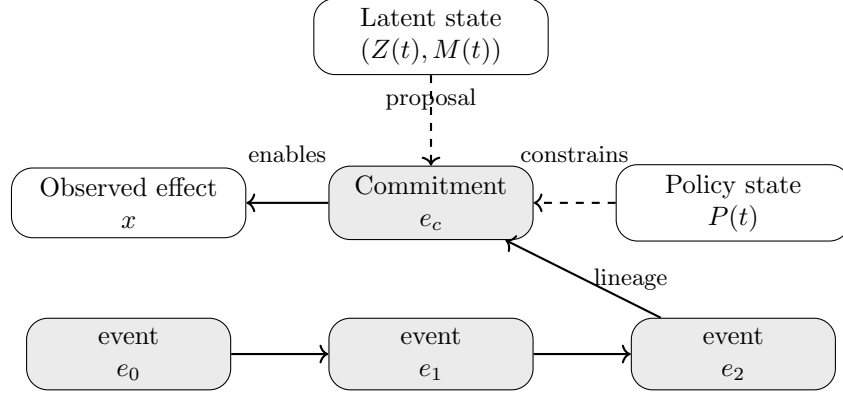 Latent state
(Z(t), M(t))
proposal
enables
constrains
Observed effect
x
Commitment
e_c
Policy state
P(t)
lineage
event
e_0
event
e_1
event
e_2